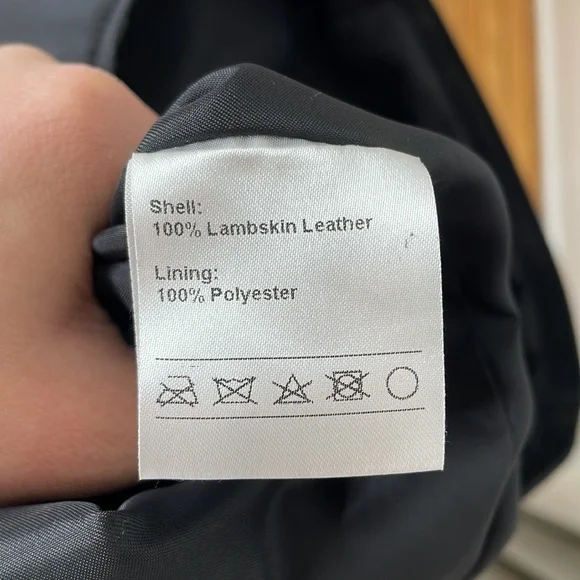 Shell:
100% Lambskin Leather
Lining:
100% Polyester